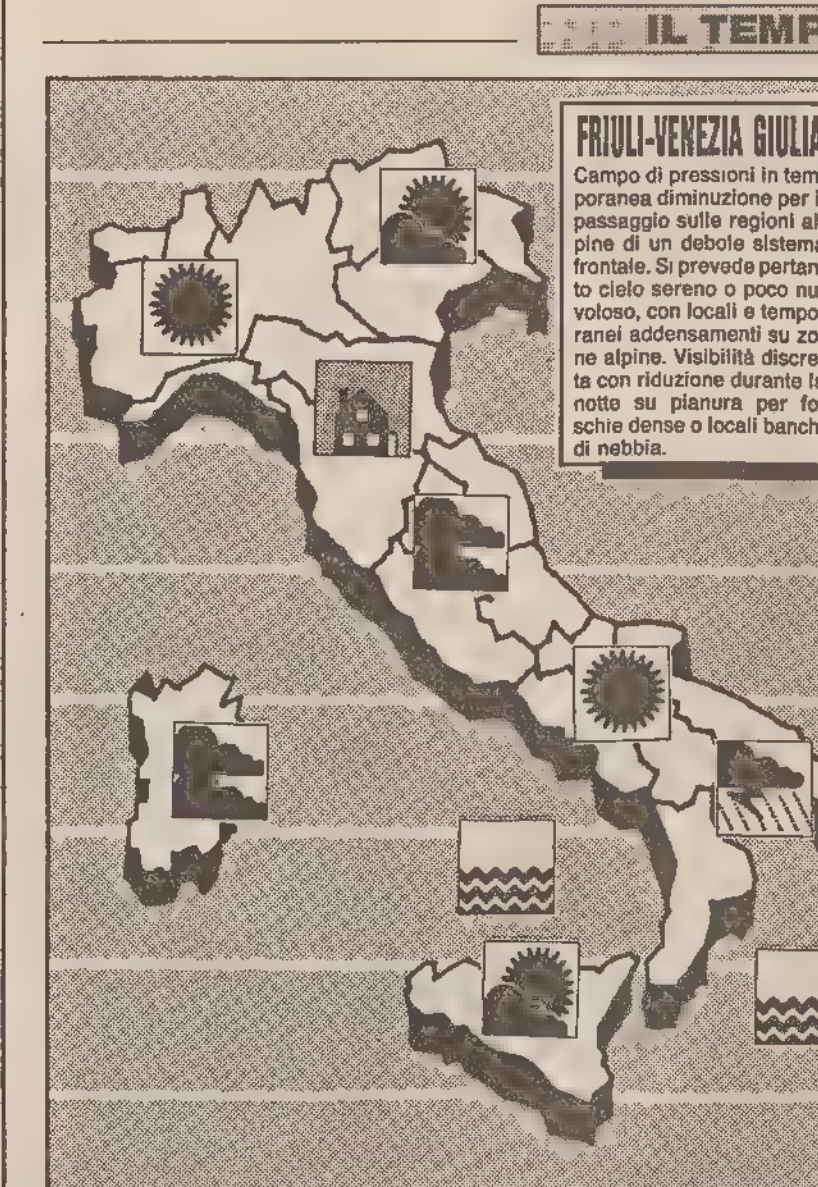 IL TEMP
FRIULI-VENEZIA GIULIA
Campo di pressioni in tem
poranea diminuzione per i
passaggio sulle regioni al
pine di un debole sistema
frontale. Si prevede pertan
to cielo sereno o poco nu
voloso, con locali e tempo
ranei addensamenti su zo
ne alpine. Visibilità discre
ta con riduzione durante la
notte su pianura per fo
schie dense o locali banch
di nebbia.